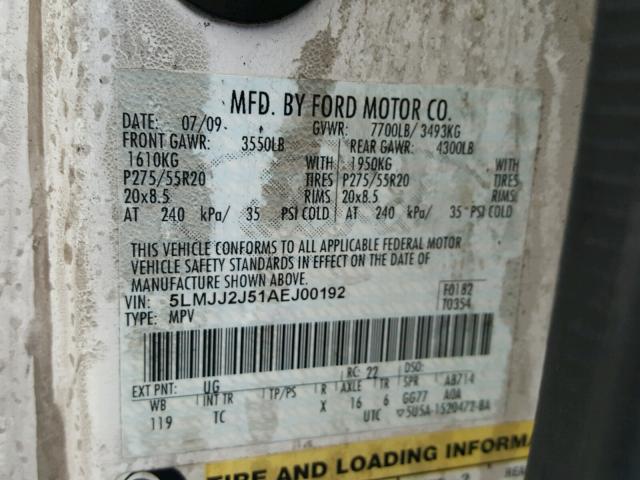 MFD. BY FORD MOTOR CO.
DATE: 07/09 GVWR: 7700LB/ 3493KG
FRONT GAWR: 3550LB REAR GAWR: 4300LB
1610KG WITH 1950KG WITH
P275/55R20 TIRES P275/55R20 TIRES
20x8.5 RIMS 20x8.5 RIMS
AT 240 kPa/ 35 PSI COLD AT 240 kPa/ 35 PSI COLD
THIS VEHICLE CONFORMS TO ALL APPLICABLE FEDERAL MOTOR
VEHICLE SAFETY STANDARDS IN EFFECT ON THE DATE OF
MANUFACTURE SHOWN ABOVE.
VIN: 5LMJJ2J51AEJ00192 F0182
TYPE: MPV T0354
RC: 22 DSO:
EXT PNT: UG AB714
WB INT TR TP/PS R AXLE TR SPR A0A
119 TC X 16 6 GG77
UTC ▽5U5A-1520472-BA
TIRE AND LOADING INFORMA